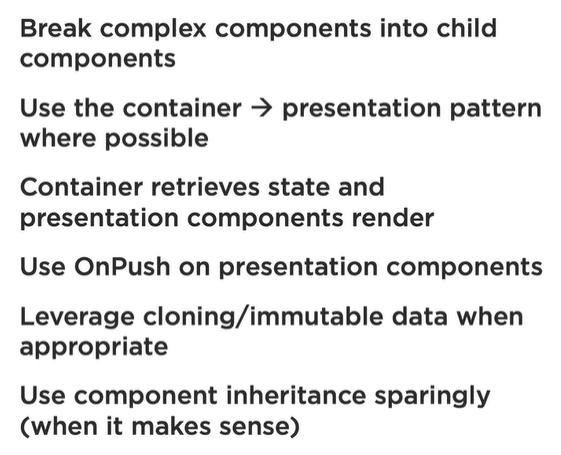 Break complex components into child
components
Use the container → presentation pattern
where possible
Container retrieves state and
presentation components render
Use OnPush on presentation components
Leverage cloning/immutable data when
appropriate
Use component inheritance sparingly
(when it makes sense)